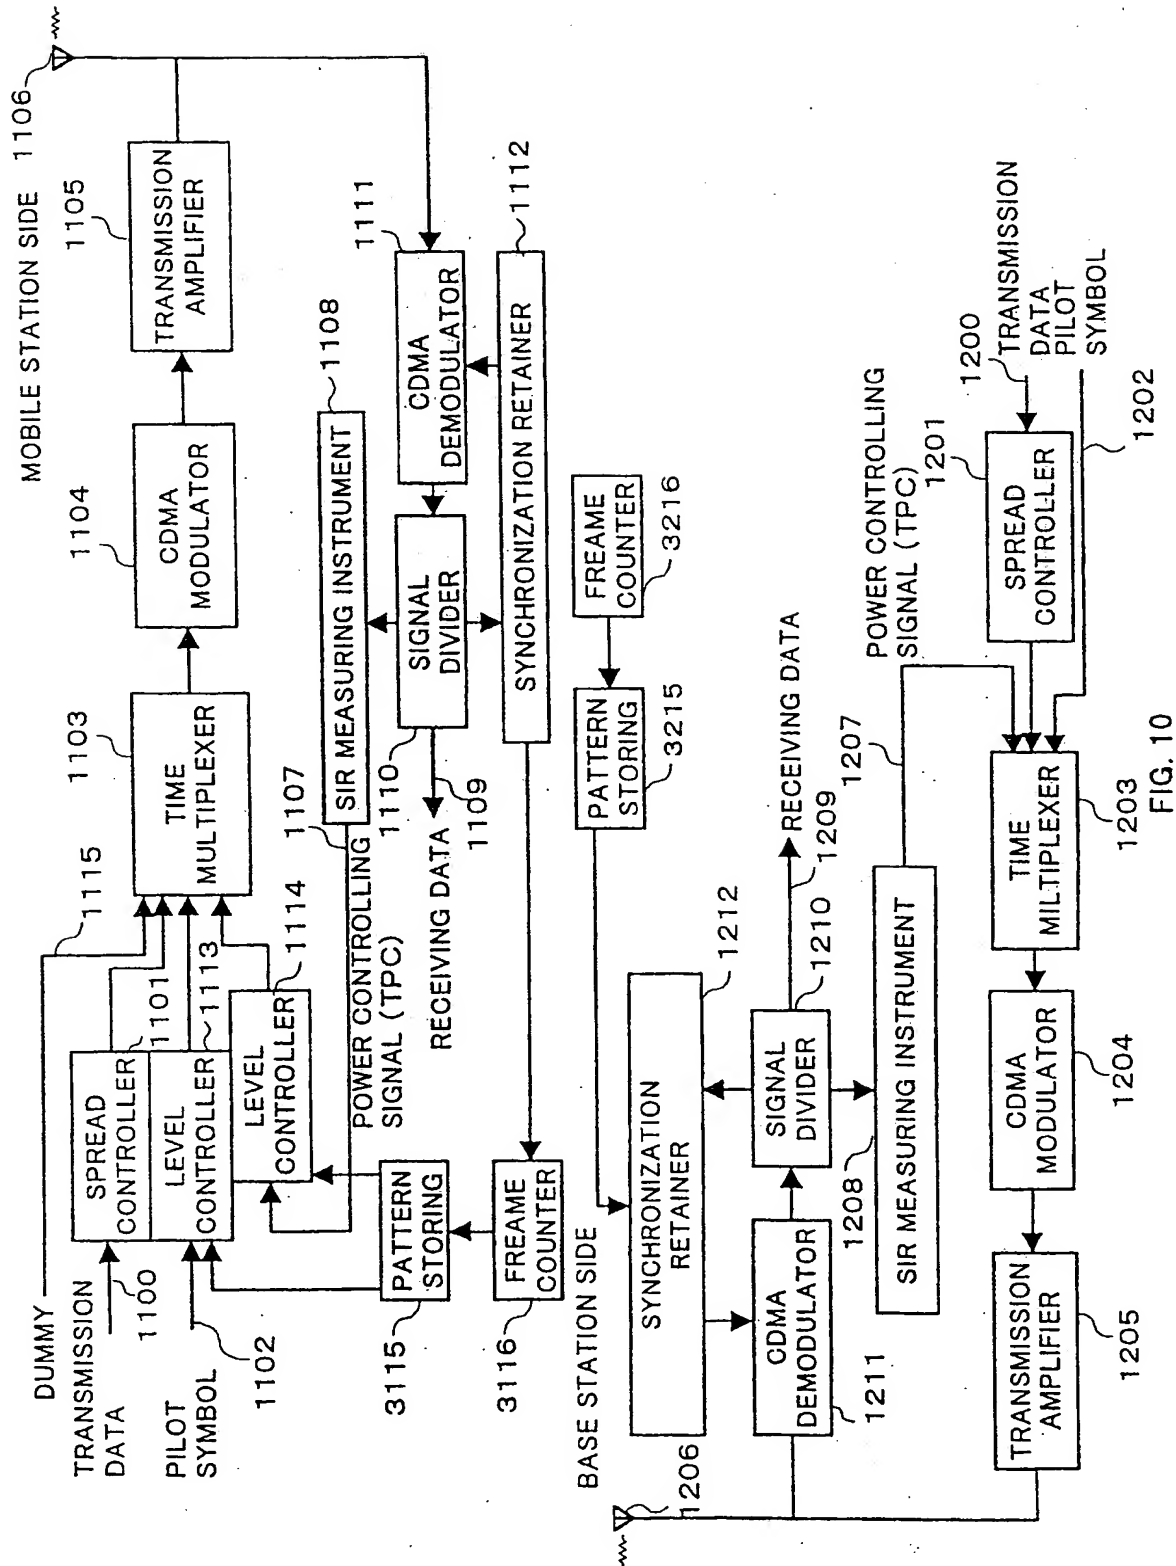 MOBILE STATION SIDE
1106
DUMMY
1115
TRANSMISSION
DATA
1100
SPREAD
CONTROLLER
1101
PILOT
SYMBOL
1102
LEVEL
CONTROLLER
1113
LEVEL
CONTROLLER
1114
TIME
MULTIPLEXER
1103
CDMA
MODULATOR
1104
TRANSMISSION
AMPLIFIER
1105
POWER CONTROLLING
SIGNAL (TPC)
1107
SIR MEASURING INSTRUMENT
1108
RECEIVING DATA
1109
SIGNAL
DIVIDER
1110
CDMA
DEMODULATOR
1111
SYNCHRONIZATION RETAINER
1112
PATTERN
STORING
3115
FREAME
COUNTER
3116
BASE STATION SIDE
1206
PATTERN
STORING
3215
FREAME
COUNTER
3216
SYNCHRONIZATION
RETAINER
1212
CDMA
DEMODULATOR
1211
SIGNAL
DIVIDER
1210
RECEIVING DATA
1209
SIR MEASURING INSTRUMENT
1208
1207
POWER CONTROLLING
SIGNAL (TPC)
TRANSMISSION
AMPLIFIER
1205
CDMA
MODULATOR
1204
TIME
MILTIPLEXER
1203
SPREAD
CONTROLLER
1201
1200
TRANSMISSION
DATA
PILOT
SYMBOL
1202
FIG. 10